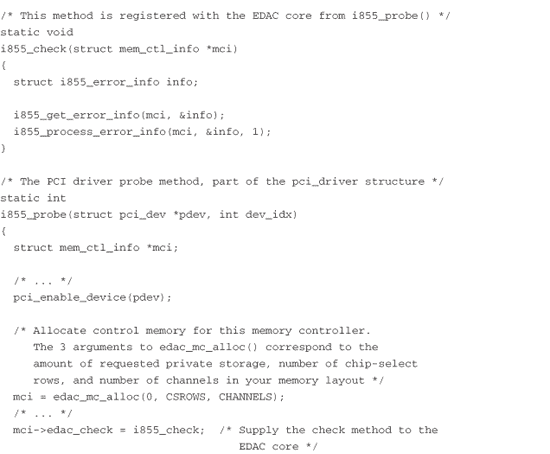 /* This method is registered with the EDAC core from i855_probe() */
static void
i855_check(struct mem_ctl_info *mci)
{
  struct i855_error_info info;

  i855_get_error_info(mci, &info);
  i855_process_error_info(mci, &info, 1);
}

/* The PCI driver probe method, part of the pci_driver structure */
static int
i855_probe(struct pci_dev *pdev, int dev_idx)
{
  struct mem_ctl_info *mci;

  /* ... */
  pci_enable_device(pdev);

  /* Allocate control memory for this memory controller.
     The 3 arguments to edac_mc_alloc() correspond to the
     amount of requested private storage, number of chip-select
     rows, and number of channels in your memory layout */
  mci = edac_mc_alloc(0, CSROWS, CHANNELS);
  /* ... */
  mci->edac_check = i855_check;  /* Supply the check method to the
                                    EDAC core */